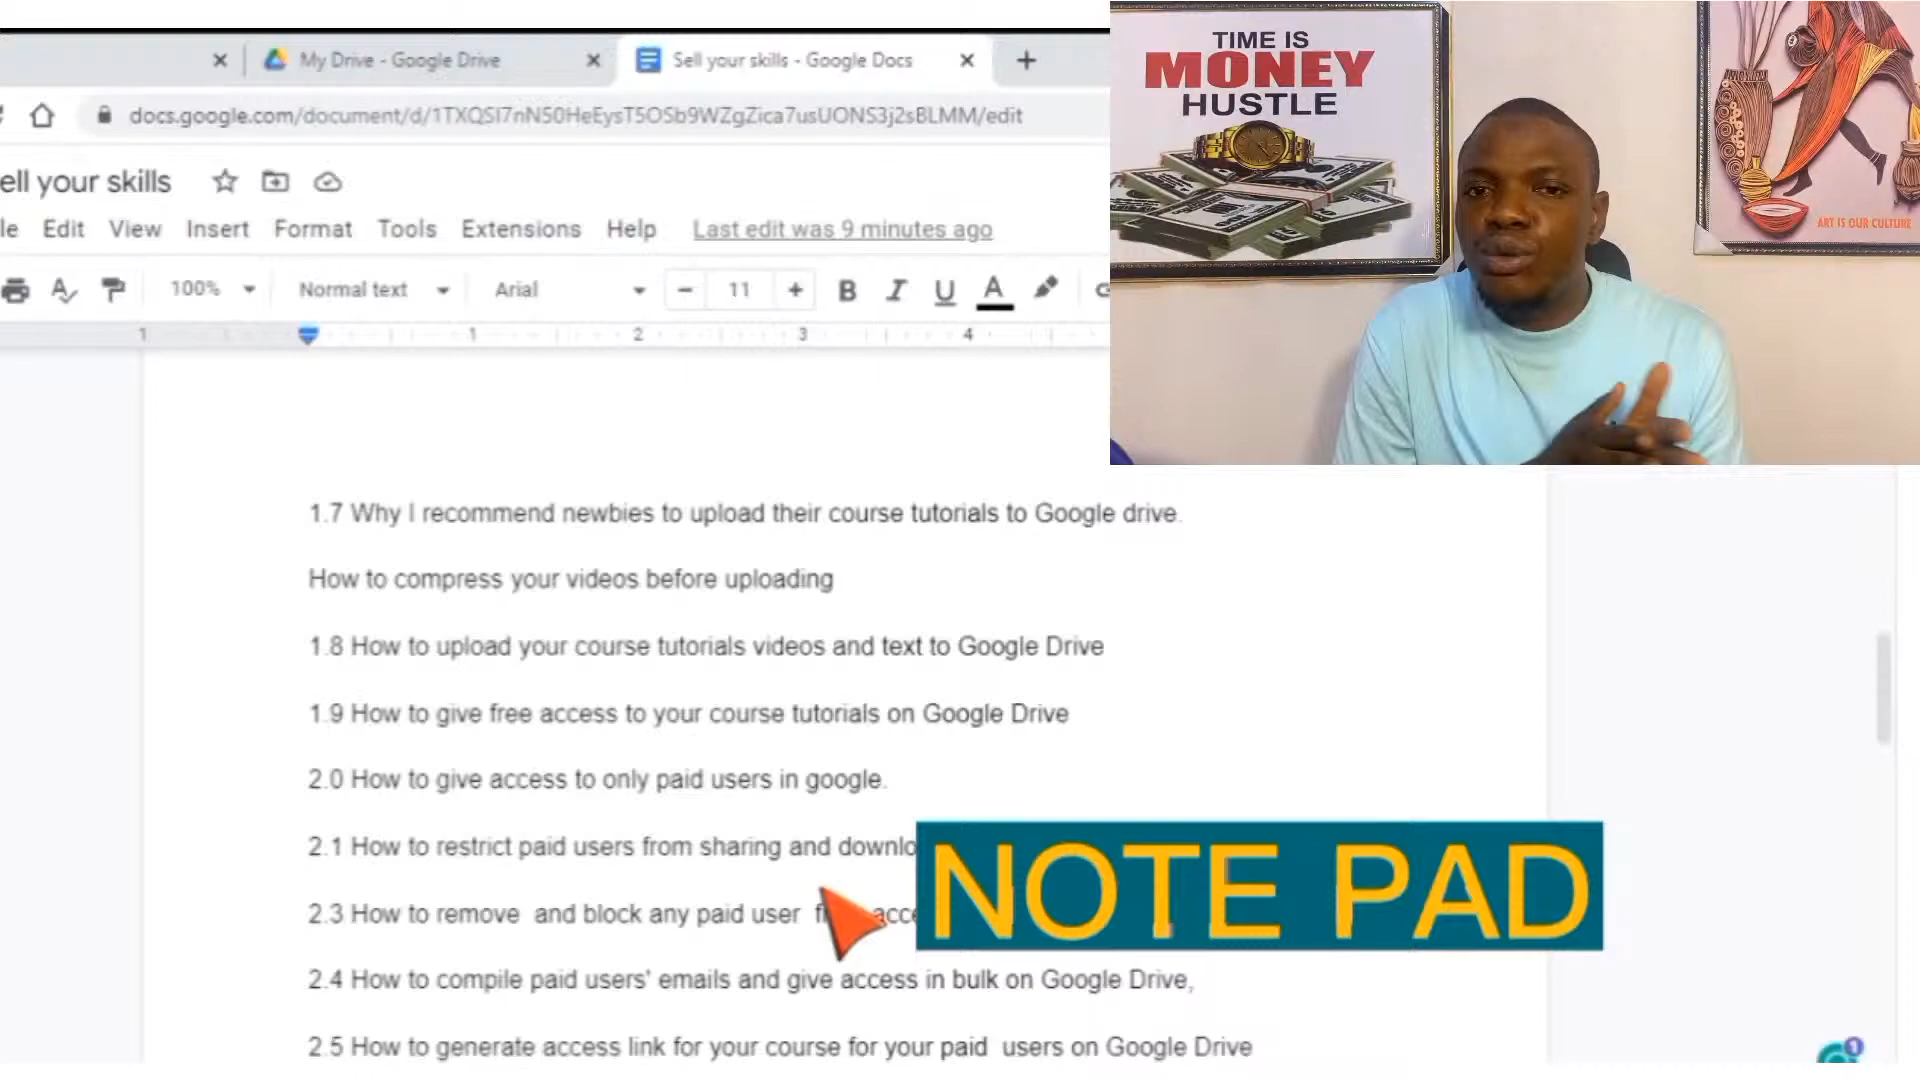 My Drive - Google Drive
Sell your skills - Google Docs
docs.google.com/document/d/1TXQSI7nN50HeEysT5OSb9WZgZica7usUONS3j2sBLMM/edit
ell your skills
le Edit View Insert Format Tools Extensions Help Last edit was 9 minutes ago
100% Normal text Arial 11 B I U A
1 1 2 3 4
TIME IS
MONEY
HUSTLE
ART IS OUR CULTURE
1.7 Why I recommend newbies to upload their course tutorials to Google drive.
How to compress your videos before uploading
1.8 How to upload your course tutorials videos and text to Google Drive
1.9 How to give free access to your course tutorials on Google Drive
2.0 How to give access to only paid users in google.
2.1 How to restrict paid users from sharing and downlo
2.3 How to remove  and block any paid user
NOTE PAD
2.4 How to compile paid users' emails and give access in bulk on Google Drive,
2.5 How to generate access link for your course for your paid  users on Google Drive
1